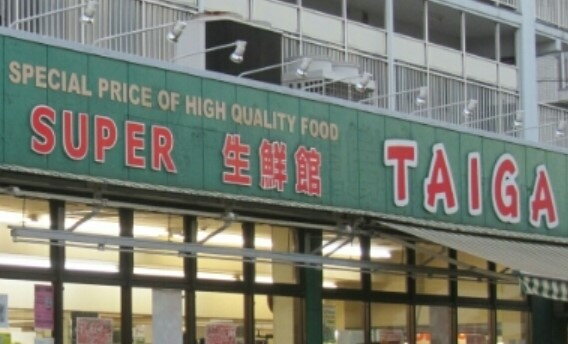 SPECIAL PRICE OF HIGH QUALITY FOOD
SUPER 生鮮館 TAIGA